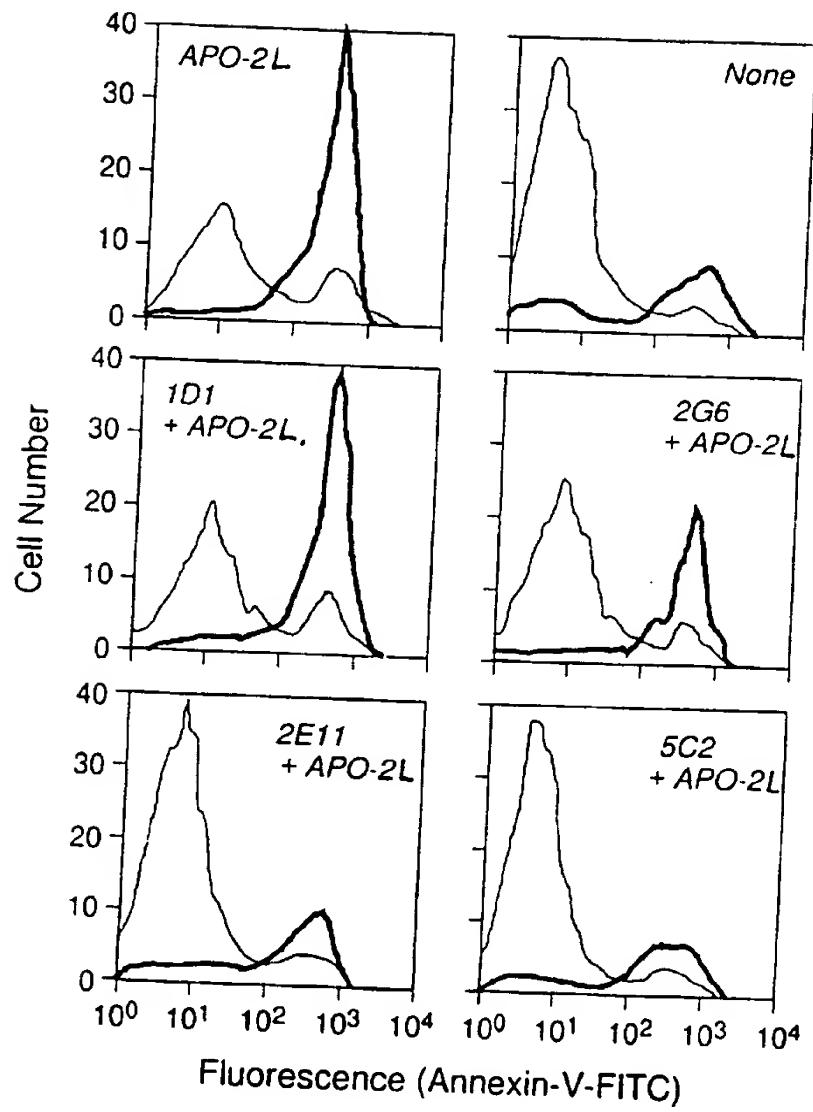 APO-2L
None
40
30
20
10
0
1D1
+ APO-2L.
2G6
+ APO-2L
40
30
20
10
0
2E11
+ APO-2L
5C2
+ APO-2L
40
30
20
10
0
10⁰ 10¹ 10² 10³ 10⁴
10⁰ 10¹ 10² 10³ 10⁴
Cell Number
Fluorescence (Annexin-V-FITC)